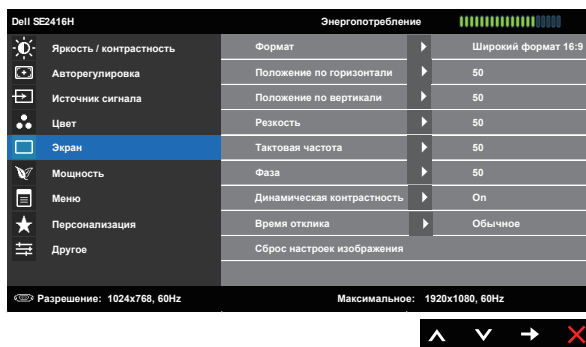 Dell SE2416H Энергопотребление
Яркость / контрастность Формат Широкий формат 16:9
Авторегулировка Положение по горизонтали 50
Источник сигнала Положение по вертикали 50
Цвет Резкость 50
Экран Тактовая частота 50
Мощность Фаза 50
Меню Динамическая контрастность On
Персонализация Время отклика Обычное
Другое Сброс настроек изображения
Разрешение: 1024x768, 60Hz Максимальное: 1920x1080, 60Hz